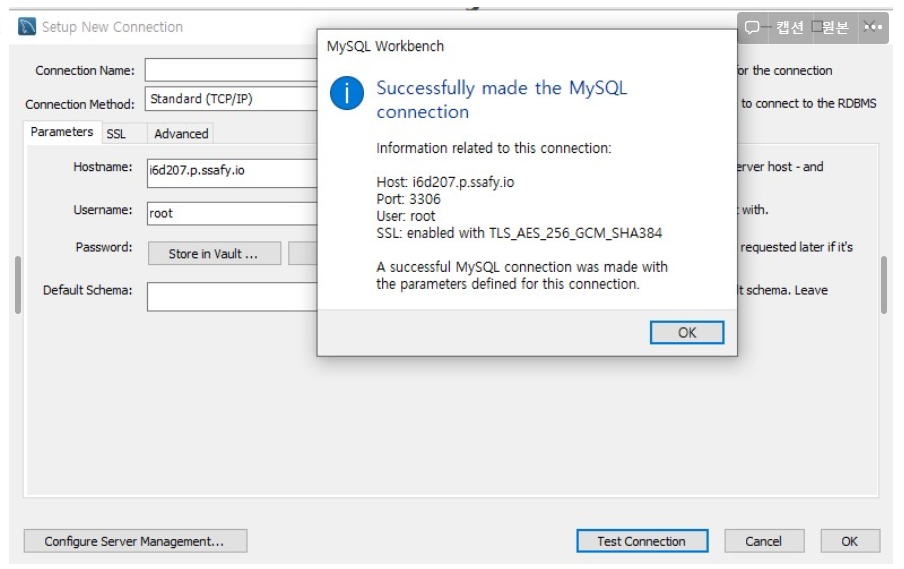 Setup New Connection
캡션 원본
Connection Name:
for the connection
Connection Method: Standard (TCP/IP)
to connect to the RDBMS
Parameters SSL Advanced
Hostname: i6d207.p.ssafy.io
erver host - and
Username: root
with.
Password: Store in Vault ...
requested later if it's
Default Schema:
lt schema. Leave
MySQL Workbench
Successfully made the MySQL
connection
Information related to this connection:
Host: i6d207.p.ssafy.io
Port: 3306
User: root
SSL: enabled with TLS_AES_256_GCM_SHA384
A successful MySQL connection was made with
the parameters defined for this connection.
OK
Configure Server Management...
Test Connection Cancel OK